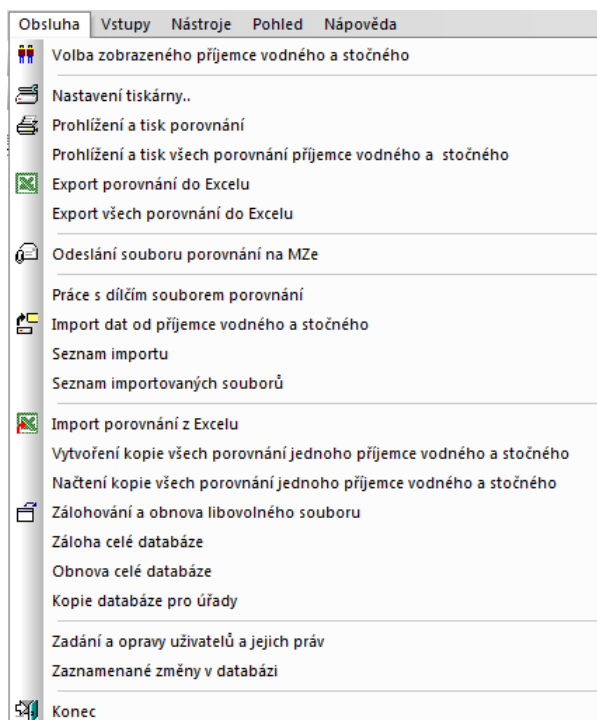 Obsluha Vstupy Nástroje Pohled Nápověda
Volba zobrazeného příjemce vodného a stočného
Nastavení tiskárny..
Prohlížení a tisk porovnání
Prohlížení a tisk všech porovnání příjemce vodného a stočného
Export porovnání do Excelu
Export všech porovnání do Excelu
Odeslání souboru porovnání na MZe
Práce s dílčím souborem porovnání
Import dat od příjemce vodného a stočného
Seznam importu
Seznam importovaných souborů
Import porovnání z Excelu
Vytvoření kopie všech porovnání jednoho příjemce vodného a stočného
Načtení kopie všech porovnání jednoho příjemce vodného a stočného
Zálohování a obnova libovolného souboru
Záloha celé databáze
Obnova celé databáze
Kopie databáze pro úřady
Zadání a opravy uživatelů a jejich práv
Zaznamenané změny v databázi
Konec